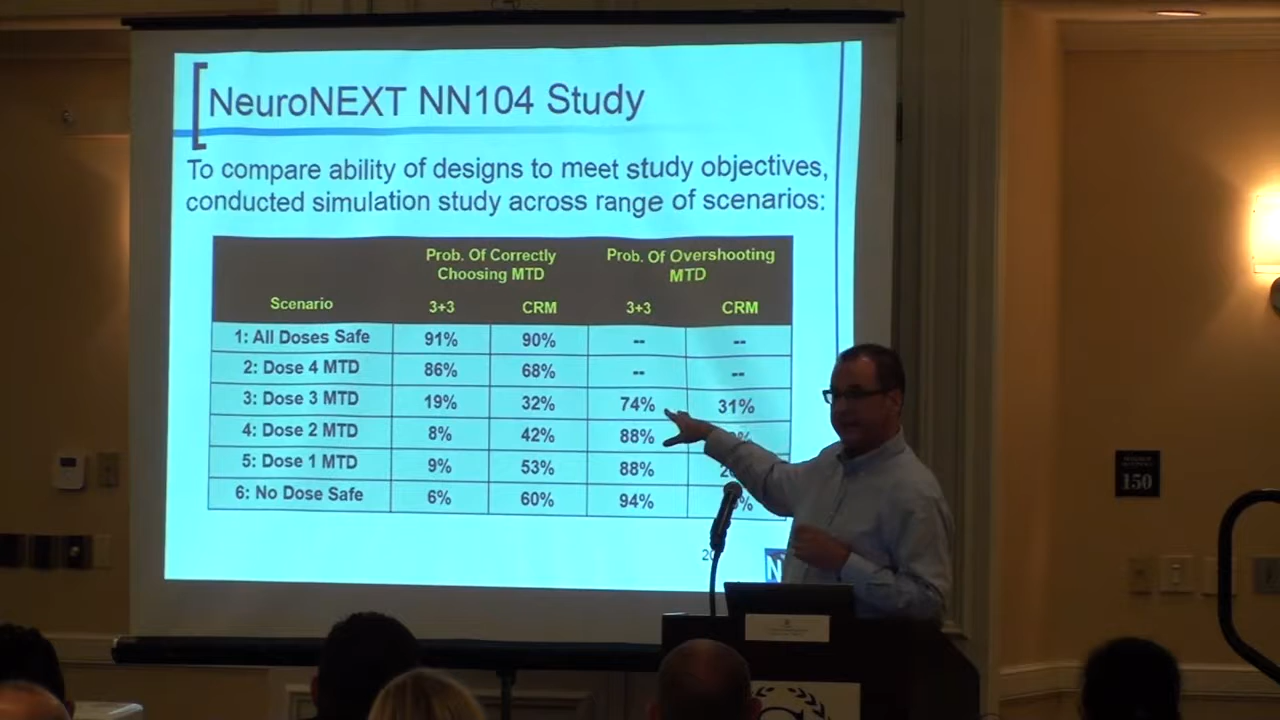 NeuroNEXT NN104 Study
To compare ability of designs to meet study objectives,
conducted simulation study across range of scenarios:
Prob. Of Correctly Choosing MTD Prob. Of Overshooting MTD
Scenario 3+3 CRM 3+3 CRM
1: All Doses Safe 91% 90% -- --
2: Dose 4 MTD 86% 68% -- --
3: Dose 3 MTD 19% 32% 74% 31%
4: Dose 2 MTD 8% 42% 88%
5: Dose 1 MTD 9% 53% 88%
6: No Dose Safe 6% 60% 94%
150